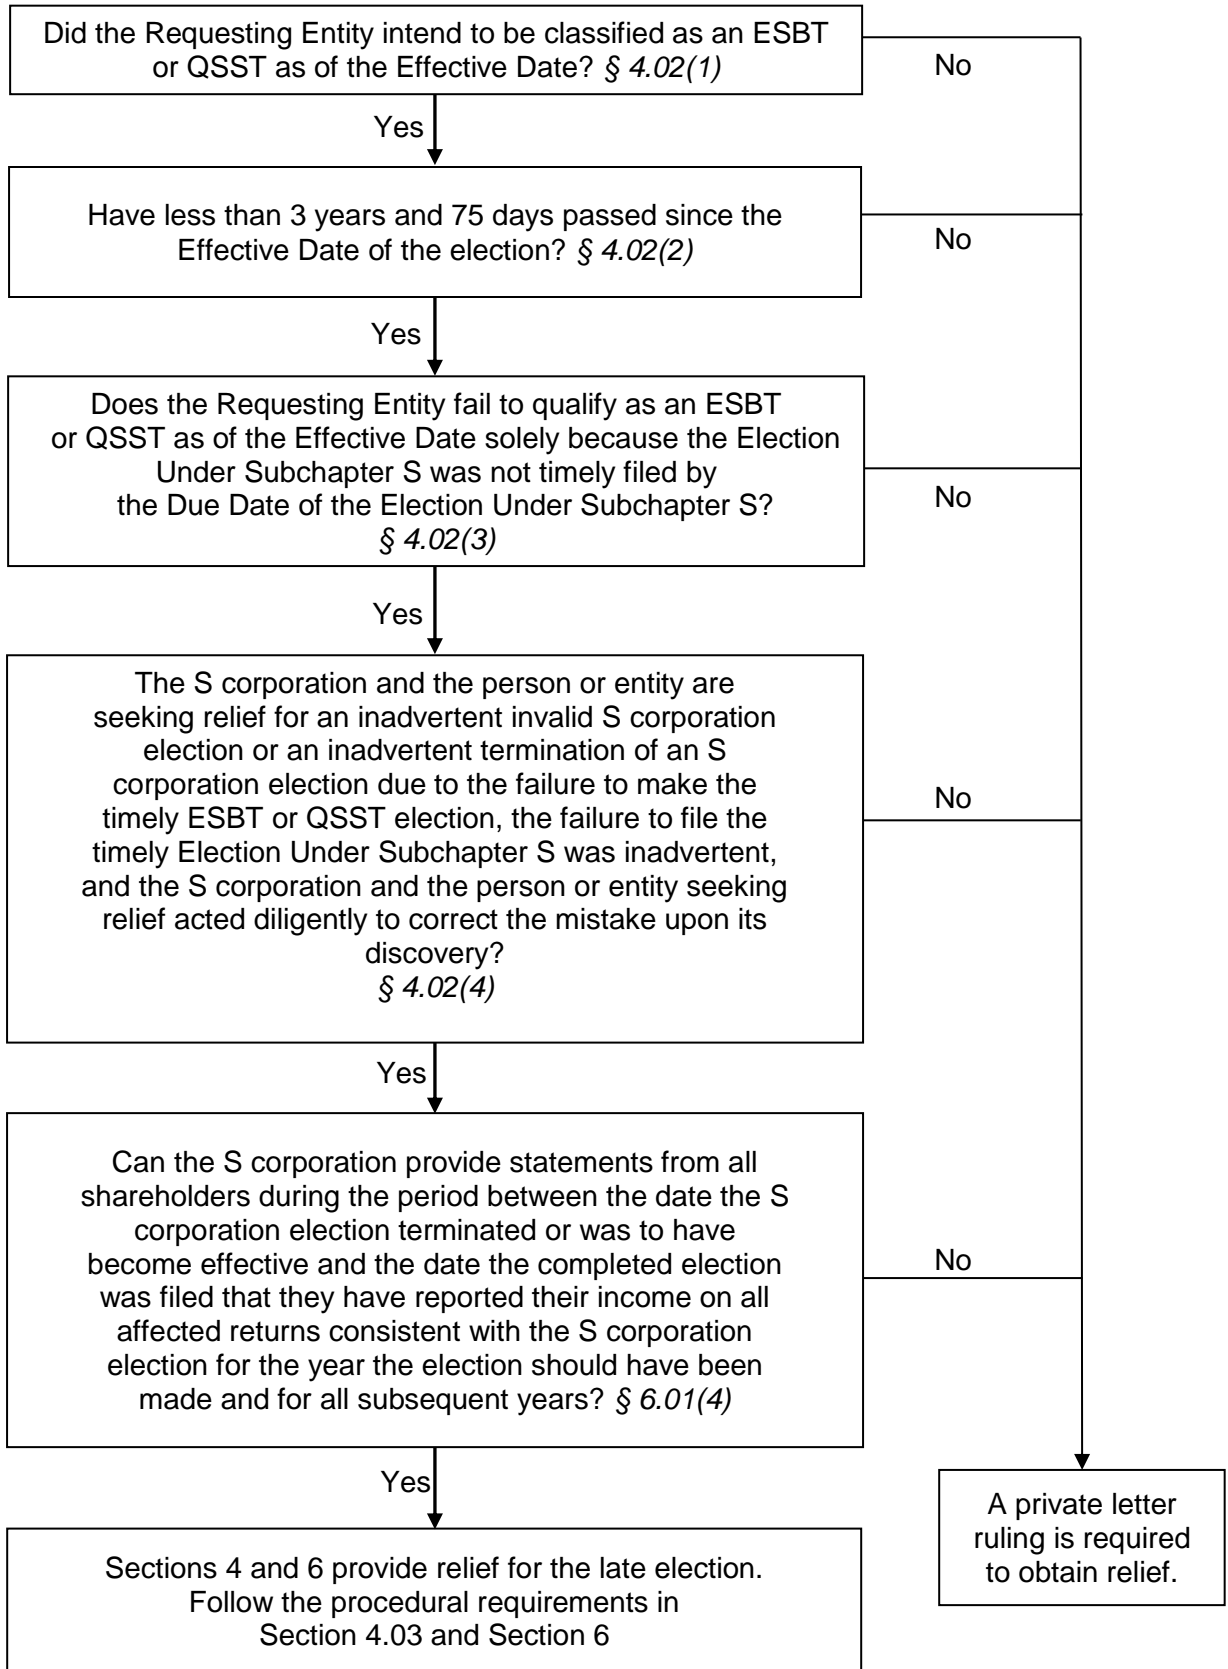 Did the Requesting Entity intend to be classified as an ESBT
or QSST as of the Effective Date? § 4.02(1)
No
Yes
Have less than 3 years and 75 days passed since the
Effective Date of the election? § 4.02(2)
No
Yes
Does the Requesting Entity fail to qualify as an ESBT
or QSST as of the Effective Date solely because the Election
Under Subchapter S was not timely filed by
the Due Date of the Election Under Subchapter S?
§ 4.02(3)
No
Yes
The S corporation and the person or entity are
seeking relief for an inadvertent invalid S corporation
election or an inadvertent termination of an S
corporation election due to the failure to make the
timely ESBT or QSST election, the failure to file the
timely Election Under Subchapter S was inadvertent,
and the S corporation and the person or entity seeking
relief acted diligently to correct the mistake upon its
discovery?
§ 4.02(4)
No
Yes
Can the S corporation provide statements from all
shareholders during the period between the date the S
corporation election terminated or was to have
become effective and the date the completed election
was filed that they have reported their income on all
affected returns consistent with the S corporation
election for the year the election should have been
made and for all subsequent years? § 6.01(4)
No
Yes
Sections 4 and 6 provide relief for the late election.
Follow the procedural requirements in
Section 4.03 and Section 6
A private letter
ruling is required
to obtain relief.